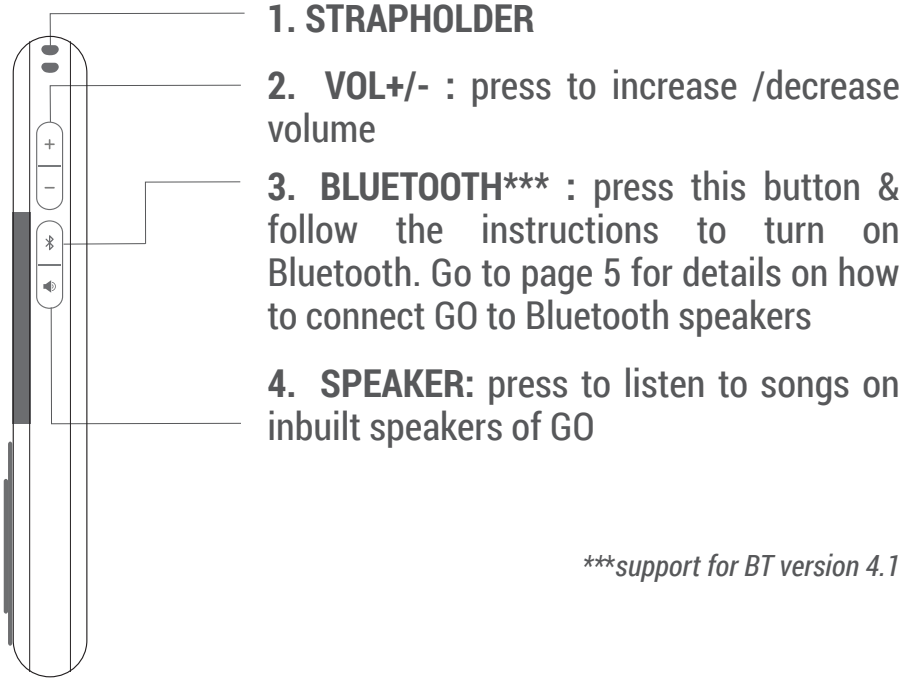 1. STRAPHOLDER
2. VOL+/- : press to increase /decrease
volume
3. BLUETOOTH*** : press this button &
follow the instructions to turn on
Bluetooth. Go to page 5 for details on how
to connect GO to Bluetooth speakers
4. SPEAKER: press to listen to songs on
inbuilt speakers of GO
***support for BT version 4.1
+
-